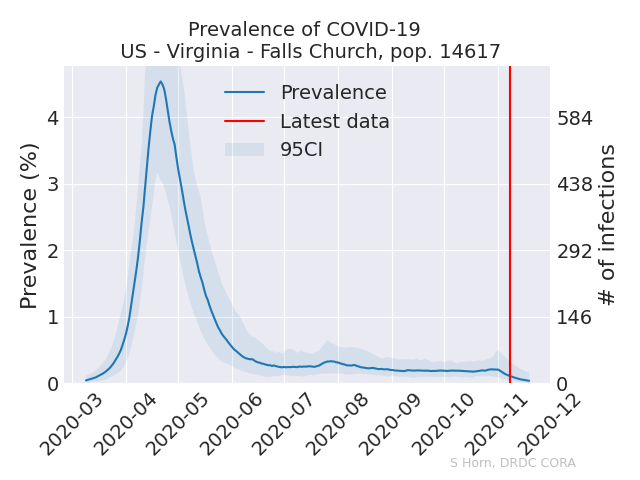 Prevalence of COVID-19
US - Virginia - Falls Church, pop. 14617
Prevalence
Latest data
95CI
Prevalence (%)
4
3
2
1
0
# of infections
584
438
292
146
0
2020-03
2020-04
2020-05
2020-06
2020-07
2020-08
2020-09
2020-10
2020-11
2020-12
S Horn, DRDC CORA